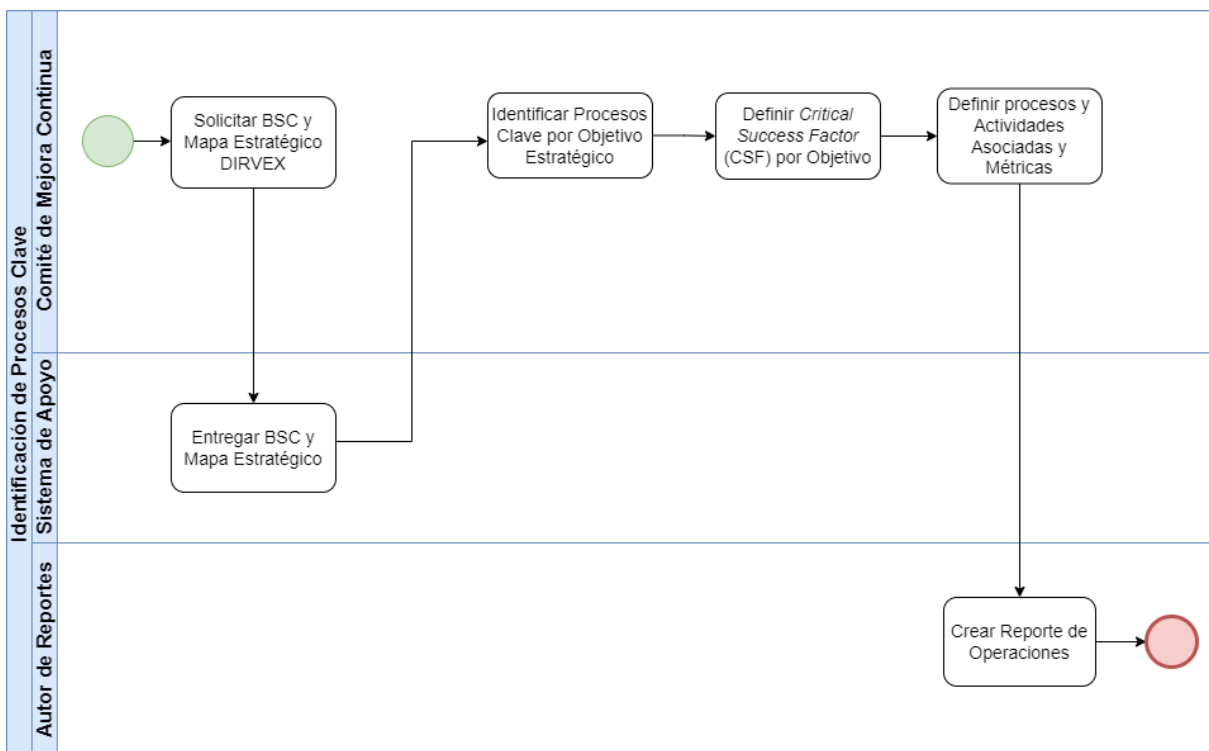 Identificación de Procesos Clave
Comité de Mejora Continua
Solicitar BSC y
Mapa Estratégico
DIRVEX
Identificar Procesos
Clave por Objetivo
Estratégico
Definir Critical
Success Factor
(CSF) por Objetivo
Definir procesos y
Actividades
Asociadas y
Métricas
Sistema de Apoyo
Entregar BSC y
Mapa Estratégico
Autor de Reportes
Crear Reporte de
Operaciones